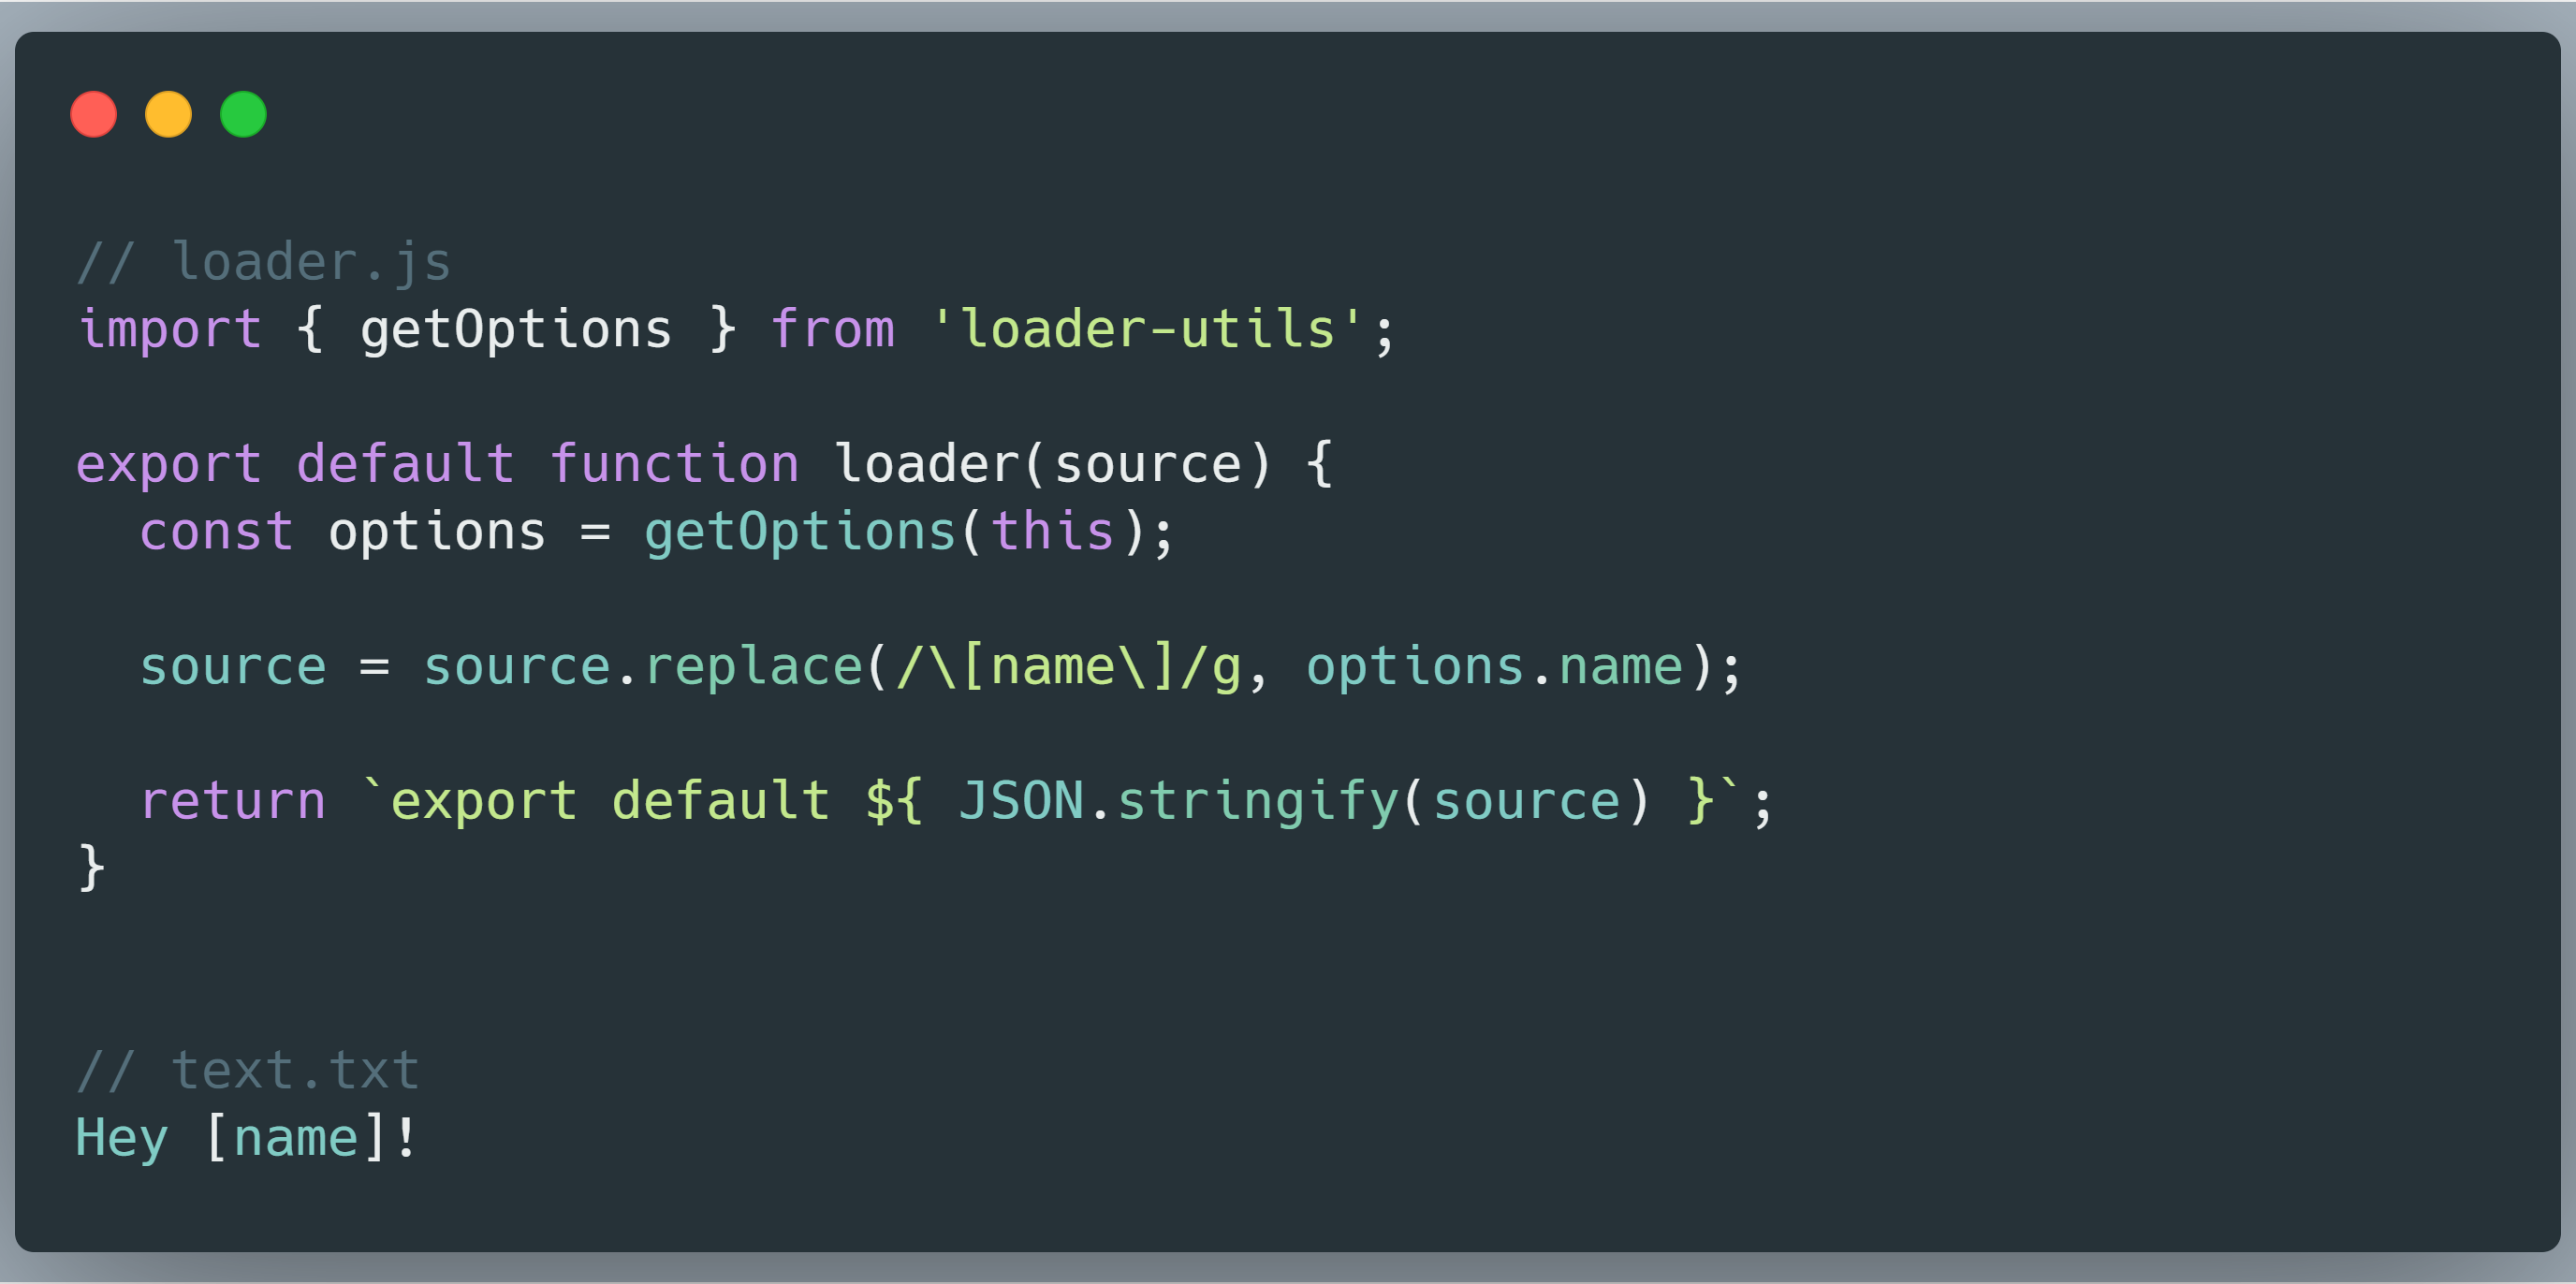 // loader.js
import { getOptions } from 'loader-utils';
export default function loader(source) {
  const options = getOptions(this);
  source = source.replace(/\[name\]/g, options.name);
  return `export default ${ JSON.stringify(source) }`;
}
// text.txt
Hey [name]!